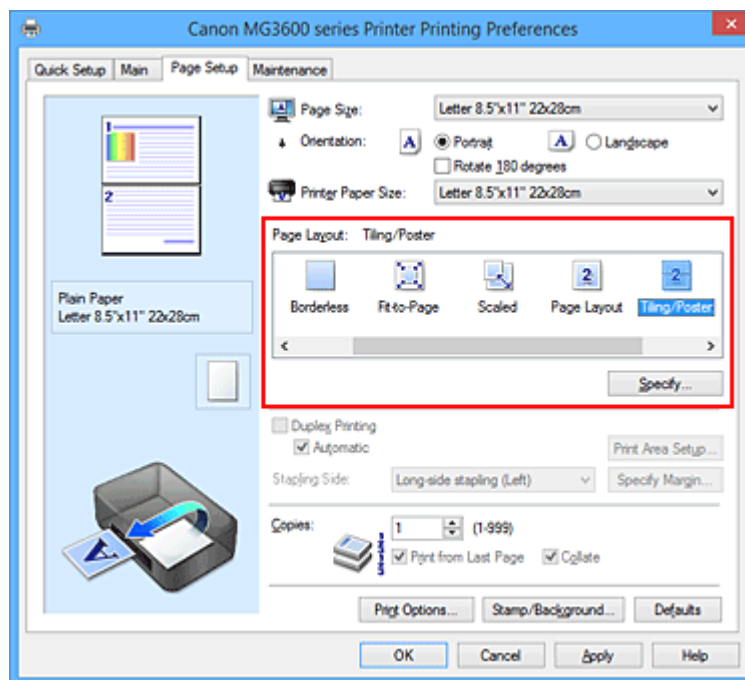 Canon MG3600 series Printer Printing Preferences
Quick Setup Main Page Setup Maintenance
Page Size: Letter 8.5"x11" 22x28cm
Orientation: A Portrait A Landscape
Rotate 180 degrees
Printer Paper Size: Letter 8.5"x11" 22x28cm
Page Layout: Tiling/Poster
Borderless Fit-to-Page Scaled Page Layout Tiling/Poster
Specify...
1
2
2
2
Plain Paper
Letter 8.5"x11" 22x28cm
Duplex Printing
Automatic
Print Area Setup...
Stapling Side: Long-side stapling (Left) Specify Margin...
Copies: 1 (1-999)
Print from Last Page Collate
A
Print Options... Stamp/Background... Defaults
OK Cancel Apply Help